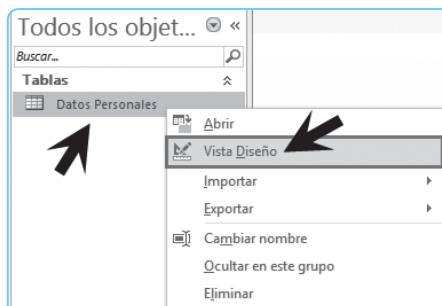 Todos los objet... «
Buscar...
Tablas
Datos Personales
Abrir
Vista Diseño
Importar
Exportar
Cambiar nombre
Ocultar en este grupo
Eliminar